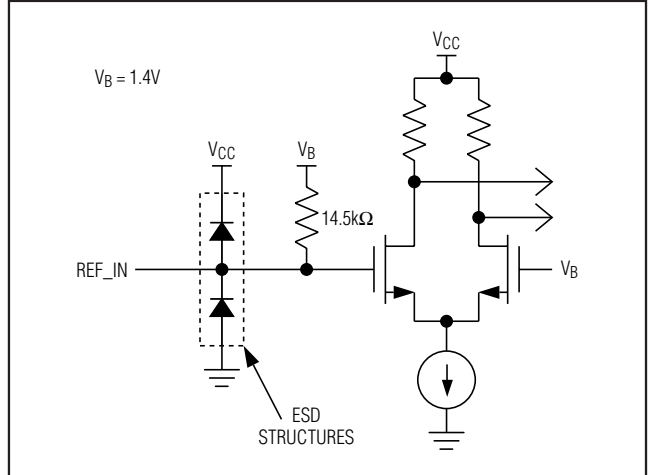 V_B = 1.4V
V_CC
V_CC
V_B
14.5kΩ
REF_IN
V_B
ESD
STRUCTURES